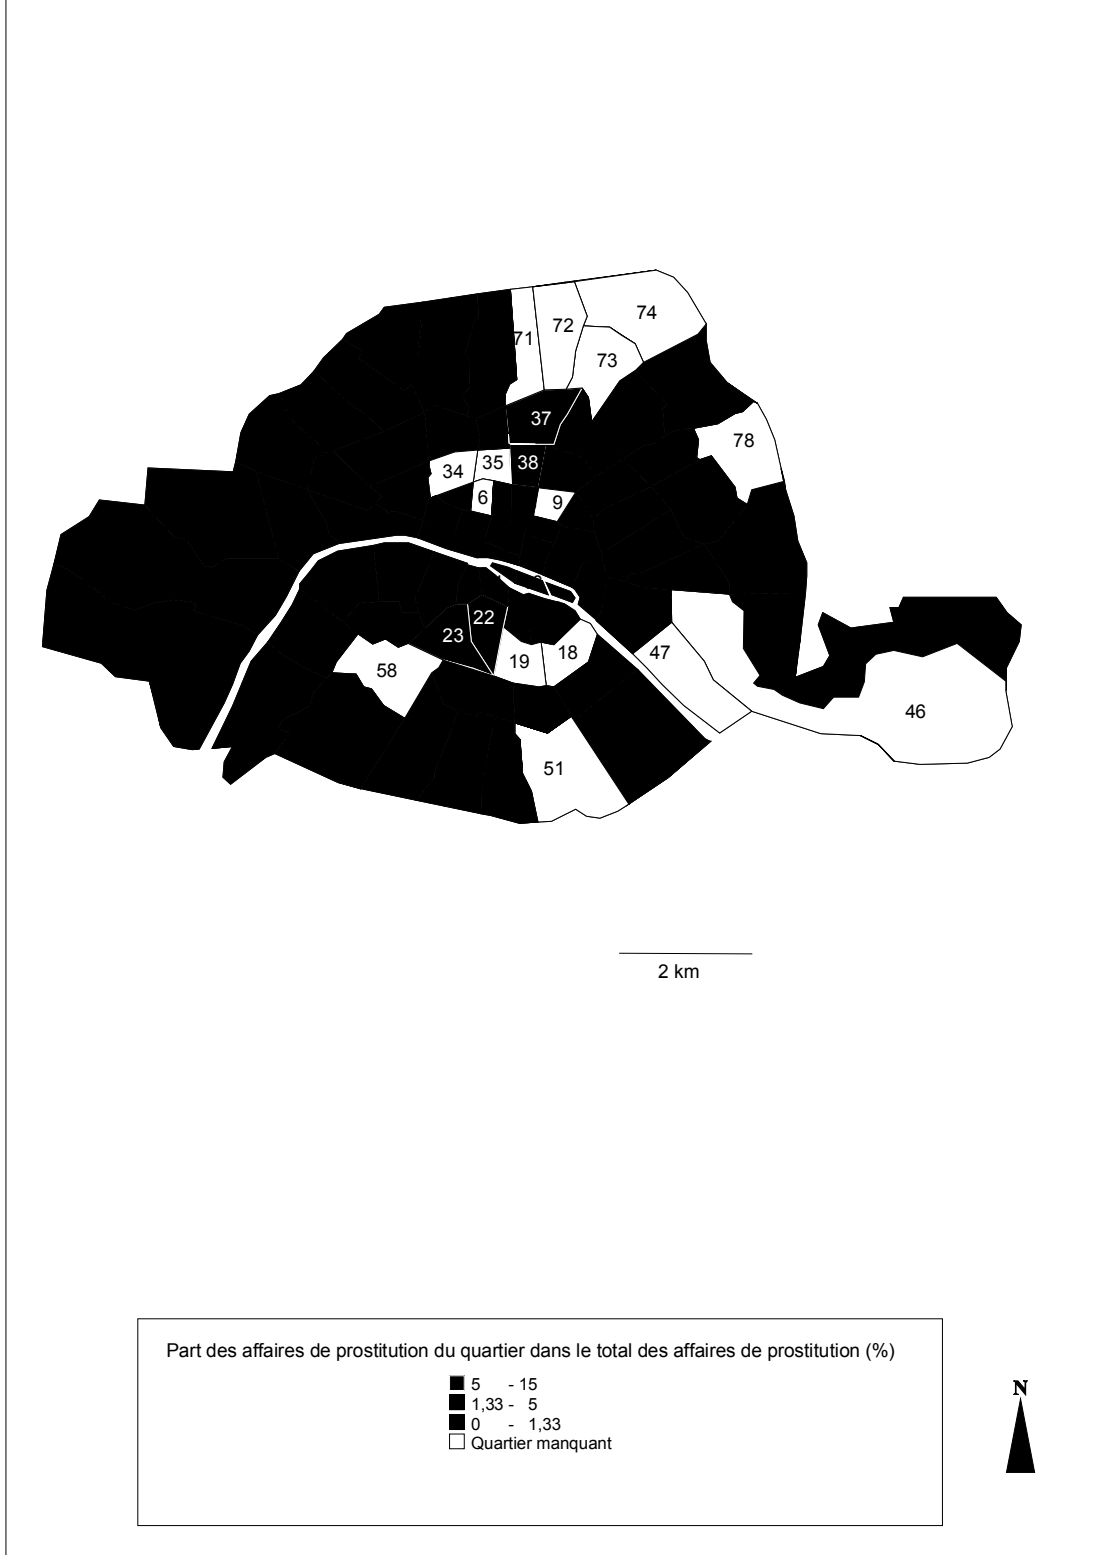 74
72
71
73
37
78
35
38
34
6
9
22
23
18
47
19
58
46
51
2 km
Part des affaires de prostitution du quartier dans le total des affaires de prostitution (%)
5 - 15
1,33 - 5
0 - 1,33
Quartier manquant
N